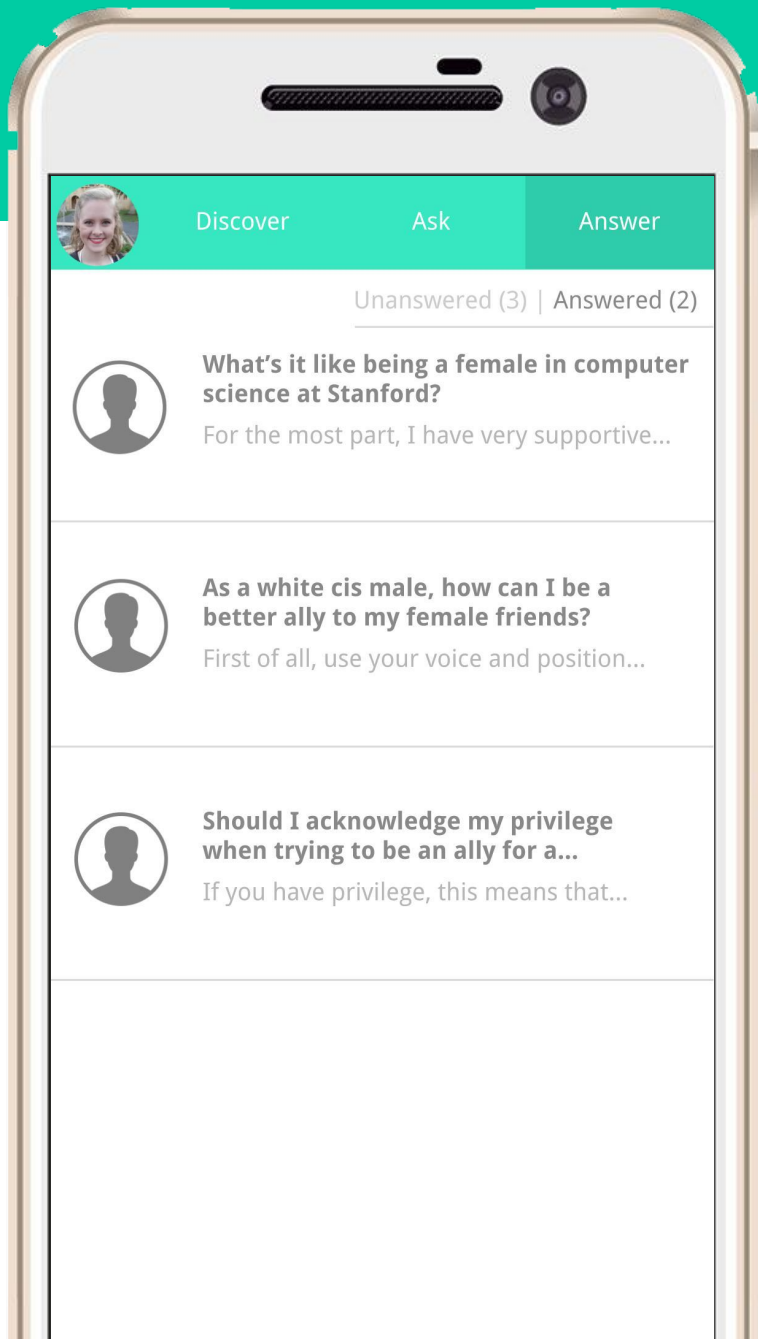 Discover Ask Answer
Unanswered (3) | Answered (2)
What’s it like being a female in computer
science at Stanford?
For the most part, I have very supportive...
As a white cis male, how can I be a
better ally to my female friends?
First of all, use your voice and position...
Should I acknowledge my privilege
when trying to be an ally for a...
If you have privilege, this means that...